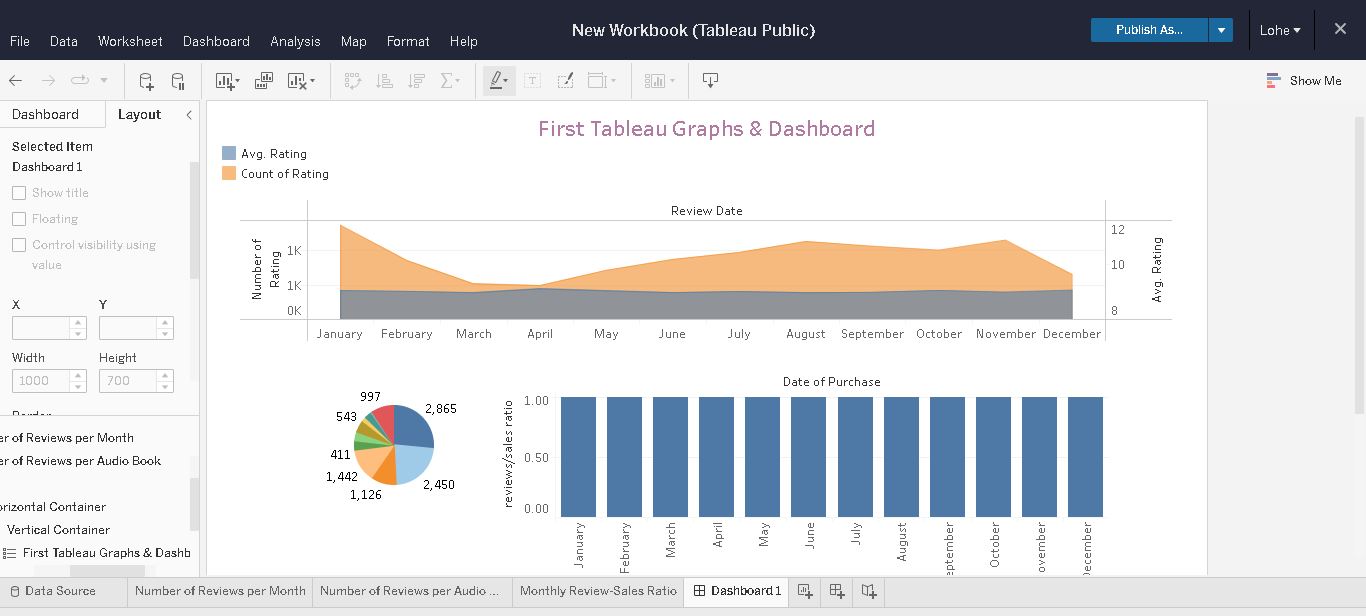 New Workbook (Tableau Public)
Publish As...
Lohe
File Data Worksheet Dashboard Analysis Map Format Help
Show Me
Dashboard Layout
Selected Item
Dashboard 1
Show title
Floating
Control visibility using
value
X Y
Width Height
1000 700
Border
er of Reviews per Month
er of Reviews per Audio Book
orizontal Container
Vertical Container
First Tableau Graphs & Dashb
First Tableau Graphs & Dashboard
Avg. Rating
Count of Rating
Review Date
Number of
Rating
1K
1K
0K
12
10
8
Avg. Rating
January February March April May June July August September October November December
997
2,865
543
411
1,442
1,126
2,450
Date of Purchase
reviews/sales ratio
1.00
0.50
0.00
January February March April May June July August eptember October ovember ecember
Data Source Number of Reviews per Month Number of Reviews per Audio ... Monthly Review-Sales Ratio Dashboard 1